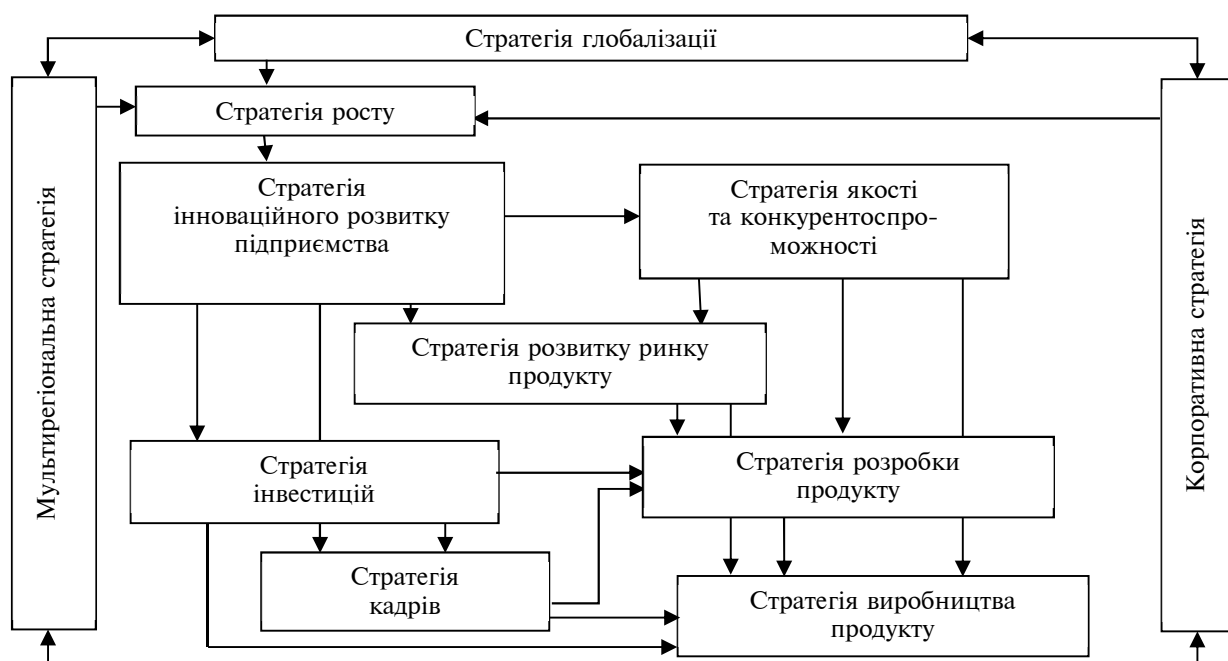 Стратегія глобалізації
Стратегія росту
Мультирегіональна стратегія
Корпоративна стратегія
Стратегія
інноваційного розвитку
підприємства
Стратегія якості
та конкурентоспро-
можності
Стратегія розвитку ринку
продукту
Стратегія
інвестицій
Стратегія розробки
продукту
Стратегія
кадрів
Стратегія виробництва
продукту